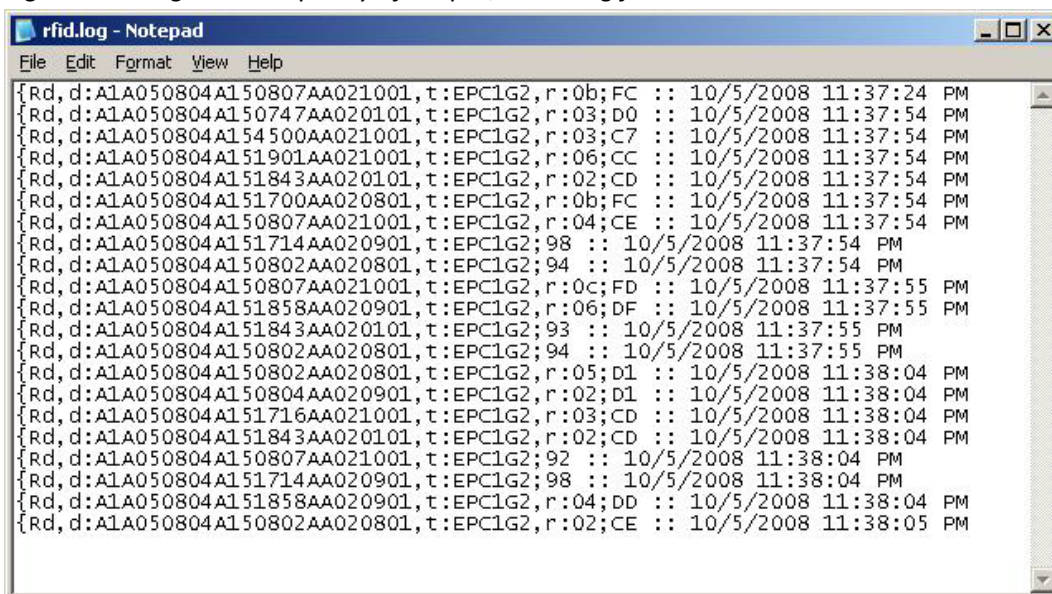 rfid.log - Notepad
File Edit Format View Help
{Rd,d:A1A050804A150807AA021001,t:EPC1G2,r:0b;FC :: 10/5/2008 11:37:24 PM
{Rd,d:A1A050804A150747AA020101,t:EPC1G2,r:03;D0 :: 10/5/2008 11:37:54 PM
{Rd,d:A1A050804A154500AA021001,t:EPC1G2,r:03;C7 :: 10/5/2008 11:37:54 PM
{Rd,d:A1A050804A151901AA021001,t:EPC1G2,r:06;CC :: 10/5/2008 11:37:54 PM
{Rd,d:A1A050804A151843AA020101,t:EPC1G2,r:02;CD :: 10/5/2008 11:37:54 PM
{Rd,d:A1A050804A151700AA020801,t:EPC1G2,r:0b;FC :: 10/5/2008 11:37:54 PM
{Rd,d:A1A050804A150807AA021001,t:EPC1G2,r:04;CE :: 10/5/2008 11:37:54 PM
{Rd,d:A1A050804A151714AA020901,t:EPC1G2;98 :: 10/5/2008 11:37:54 PM
{Rd,d:A1A050804A150802AA020801,t:EPC1G2;94 :: 10/5/2008 11:37:54 PM
{Rd,d:A1A050804A150807AA021001,t:EPC1G2,r:0c;FD :: 10/5/2008 11:37:55 PM
{Rd,d:A1A050804A151858AA020901,t:EPC1G2,r:06;DF :: 10/5/2008 11:37:55 PM
{Rd,d:A1A050804A151843AA020101,t:EPC1G2;93 :: 10/5/2008 11:37:55 PM
{Rd,d:A1A050804A150802AA020801,t:EPC1G2;94 :: 10/5/2008 11:37:55 PM
{Rd,d:A1A050804A150802AA020801,t:EPC1G2,r:05;D1 :: 10/5/2008 11:38:04 PM
{Rd,d:A1A050804A150804AA020901,t:EPC1G2,r:02;D1 :: 10/5/2008 11:38:04 PM
{Rd,d:A1A050804A151716AA021001,t:EPC1G2,r:03;CD :: 10/5/2008 11:38:04 PM
{Rd,d:A1A050804A151843AA020101,t:EPC1G2,r:02;CD :: 10/5/2008 11:38:04 PM
{Rd,d:A1A050804A150807AA021001,t:EPC1G2;92 :: 10/5/2008 11:38:04 PM
{Rd,d:A1A050804A151714AA020901,t:EPC1G2;98 :: 10/5/2008 11:38:04 PM
{Rd,d:A1A050804A151858AA020901,t:EPC1G2,r:04;DD :: 10/5/2008 11:38:04 PM
{Rd,d:A1A050804A150802AA020801,t:EPC1G2,r:02;CE :: 10/5/2008 11:38:05 PM